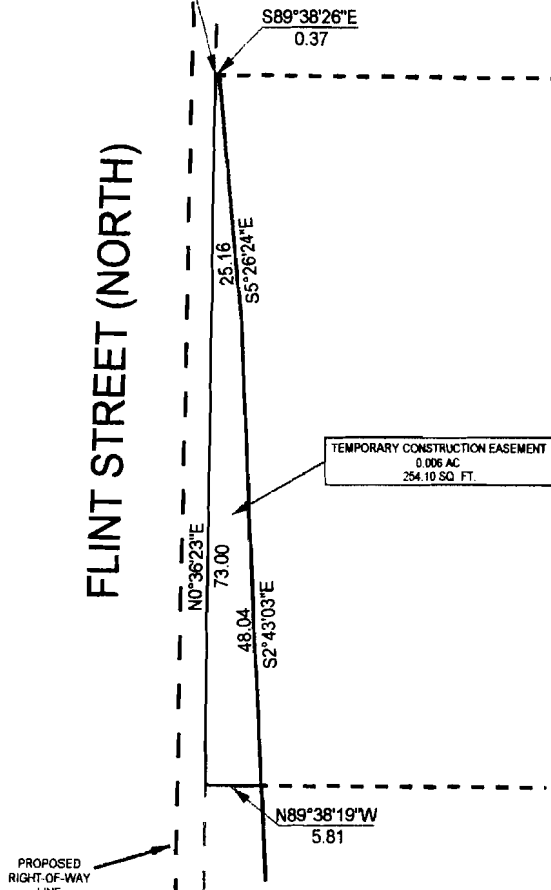 S89°38'26"E
0.37
FLINT STREET (NORTH)
25.16
S5°26'24"E
TEMPORARY CONSTRUCTION EASEMENT
0.006 AC
254.10 SQ. FT.
N0°36'23"E
73.00
48.04
S2°43'03"E
N89°38'19"W
5.81
PROPOSED
RIGHT-OF-WAY
LINE